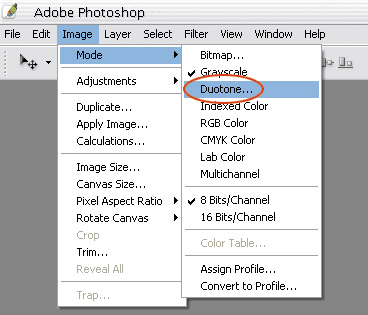 Adobe Photoshop
File Edit Image Layer Select Filter View Window Help
Mode
Adjustments
Duplicate...
Apply Image...
Calculations...
Image Size...
Canvas Size...
Pixel Aspect Ratio
Rotate Canvas
Crop
Trim...
Reveal All
Trap...
Bitmap...
Grayscale
Duotone...
Indexed Color
RGB Color
CMYK Color
Lab Color
Multichannel
8 Bits/Channel
16 Bits/Channel
Color Table...
Assign Profile...
Convert to Profile...